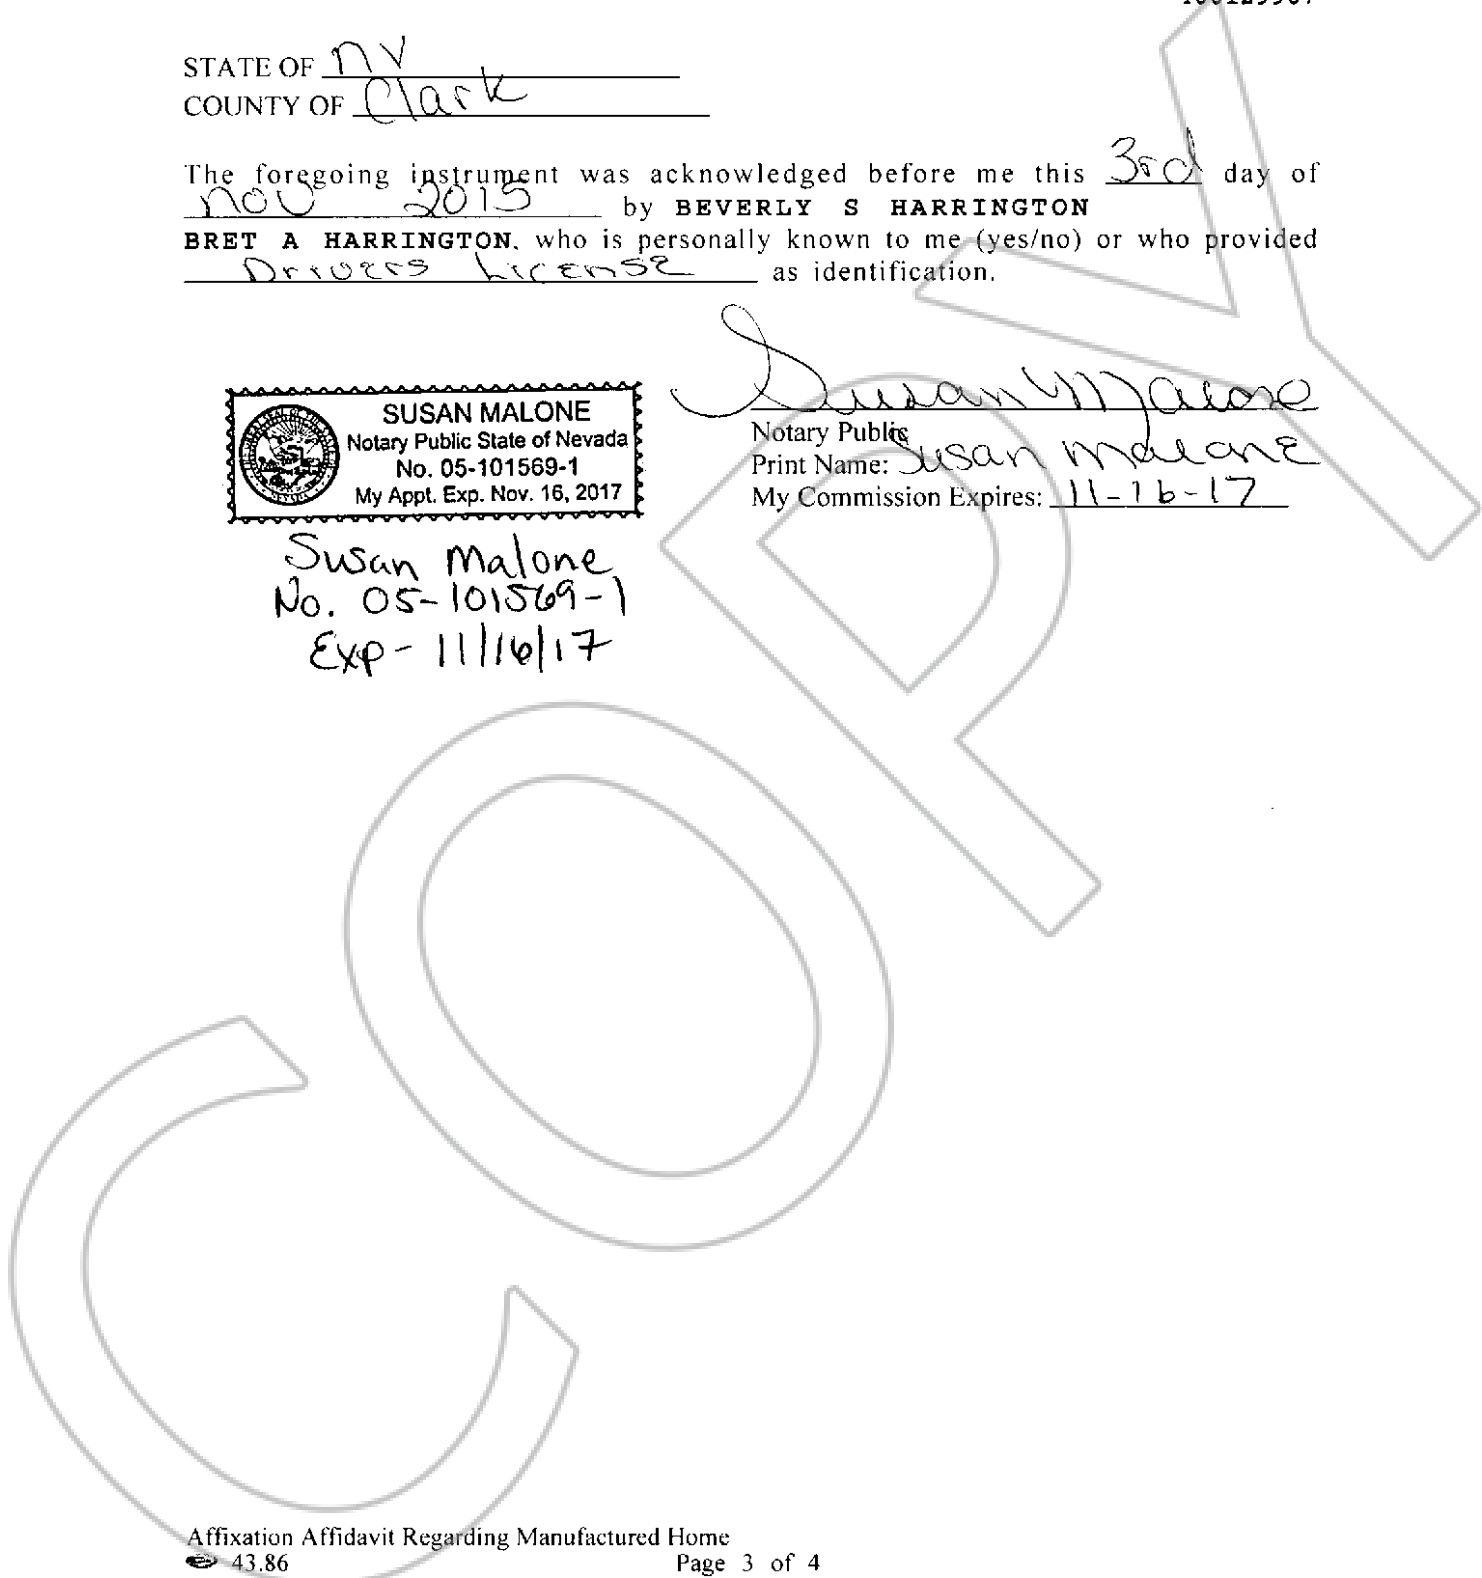 STATE OF NV
COUNTY OF Clark
The foregoing instrument was acknowledged before me this 3rd day of
Nov 2015 by BEVERLY S HARRINGTON
BRET A HARRINGTON, who is personally known to me (yes/no) or who provided
Drivers License as identification.
Susan Malone
SUSAN MALONE
Notary Public State of Nevada
No. 05-101569-1
My Appt. Exp. Nov. 16, 2017
Notary Public
Print Name: Susan Malone
My Commission Expires: 11-16-17
Susan Malone
No. 05-101569-1
Exp- 11/16/17
COPY
Affixation Affidavit Regarding Manufactured Home
43.86 Page 3 of 4